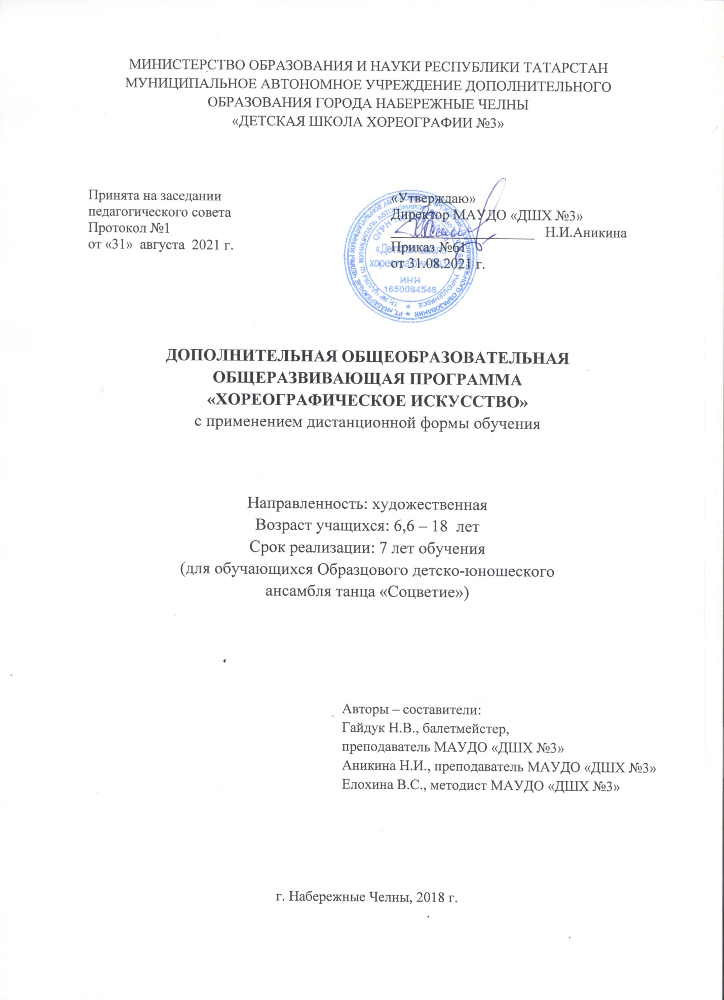 МИНИСТЕРСТВО ОБРАЗОВАНИЯ И НАУКИ РЕСПУБЛИКИ ТАТАРСТАН
МУНИЦИПАЛЬНОЕ АВТОНОМНОЕ УЧРЕЖДЕНИЕ ДОПОЛНИТЕЛЬНОГО
ОБРАЗОВАНИЯ ГОРОДА НАБЕРЕЖНЫЕ ЧЕЛНЫ
«ДЕТСКАЯ ШКОЛА ХОРЕОГРАФИИ №3»
Принята на заседании
педагогического совета
Протокол №1
от «31» августа 2021 г.
«Утверждаю»
Директор МАУДО «ДШХ №3»
Н.И.Аникина
Приказ №61
от 31.08.2021 г.
«Детская школа
хореографии №3»
ИНН
1650084546
ДОПОЛНИТЕЛЬНАЯ ОБЩЕОБРАЗОВАТЕЛЬНАЯ
ОБЩЕРАЗВИВАЮЩАЯ ПРОГРАММА
«ХОРЕОГРАФИЧЕСКОЕ ИСКУССТВО»
с применением дистанционной формы обучения
Направленность: художественная
Возраст учащихся: 6,6 – 18 лет
Срок реализации: 7 лет обучения
(для обучающихся Образцового детско-юношеского
ансамбля танца «Соцветие»)
Авторы – составители:
Гайдук Н.В., балетмейстер,
преподаватель МАУДО «ДШХ №3»
Аникина Н.И., преподаватель МАУДО «ДШХ №3»
Елохина В.С., методист МАУДО «ДШХ №3»
г. Набережные Челны, 2018 г.